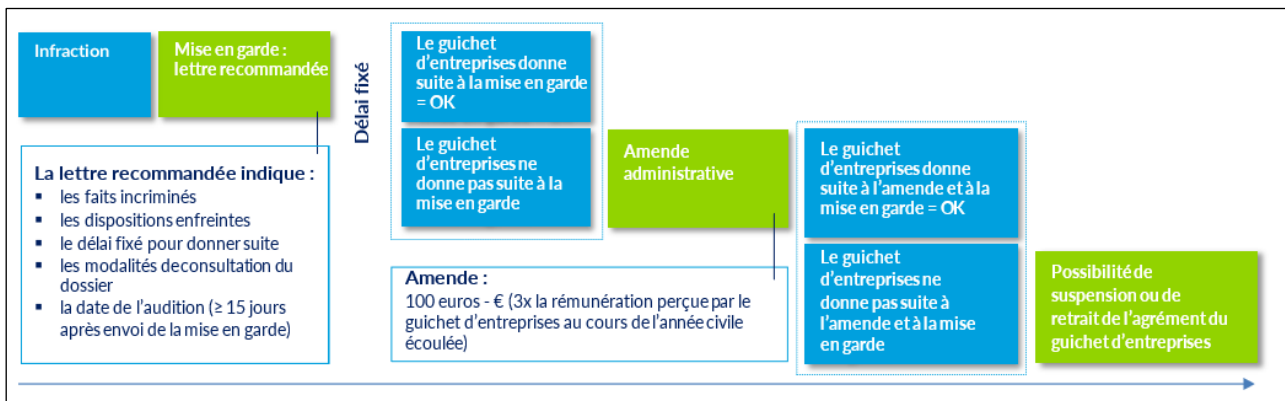 Infraction
Mise en garde :
lettre recommandée
La lettre recommandée indique :
▪ les faits incriminés
▪ les dispositions enfreintes
▪ le délai fixé pour donner suite
▪ les modalités deconsultation du
dossier
▪ la date de l’audition (≥ 15 jours
après envoi de la mise en garde)
Délai fixé
Le guichet
d’entreprises donne
suite à la mise en garde
= OK
Le guichet
d’entreprises ne
donne pas suite à la
mise en garde
Amende
administrative
Amende :
100 euros - € (3x la rémunération perçue par le
guichet d’entreprises au cours de l’année civile
écoulée)
Le guichet
d’entreprises donne
suite à l’amende et à la
mise en garde = OK
Le guichet
d’entreprises ne
donne pas suite à
l’amende et à la mise
en garde
Possibilité de
suspension ou de
retrait de l’agrément du
guichet d’entreprises